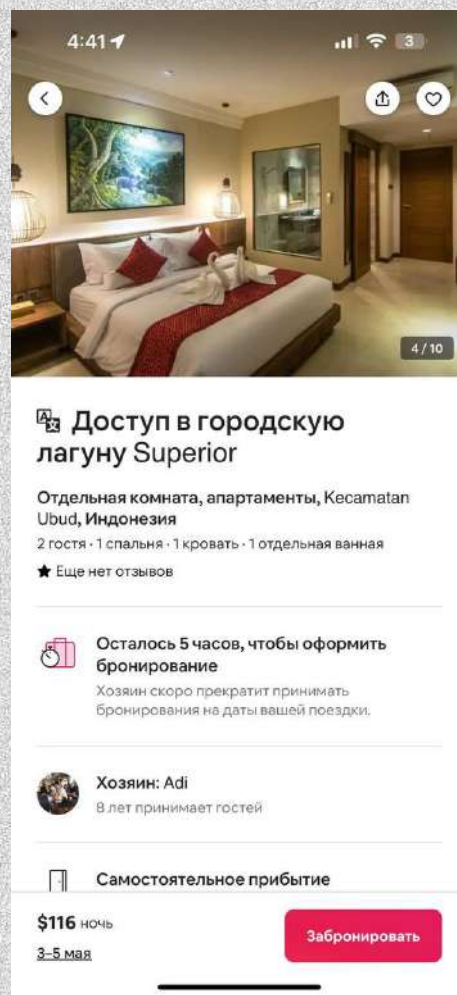 4:41
3
4/10
Доступ в городскую
лагуну Superior
Отдельная комната, апартаменты, Kecamatan
Ubud, Индонезия
2 гостя · 1 спальня · 1 кровать · 1 отдельная ванная
★ Еще нет отзывов
Осталось 5 часов, чтобы оформить
бронирование
Хозяин скоро прекратит принимать
бронирования на даты вашей поездки.
Хозяин: Adi
8 лет принимает гостей
Самостоятельное прибытие
$116 ночь
3–5 мая
Забронировать